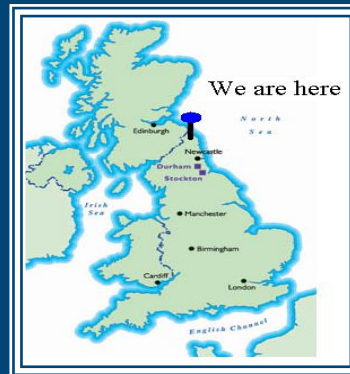 We are here
North
Sea
Edinburgh
Newcastle
Durham
Stockton
Irish
Sea
Manchester
Birmingham
Cardiff
London
English Channel